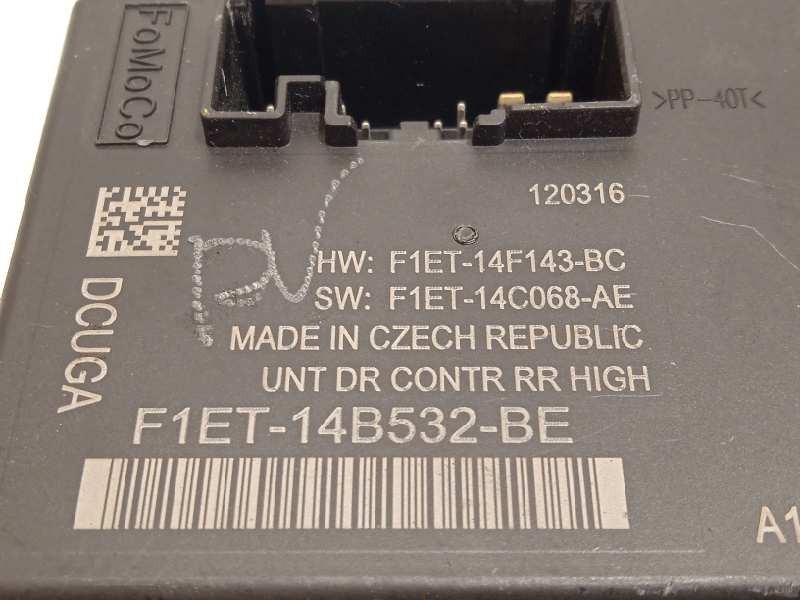 FoMoCo
>PP-40T<
120316
HW: F1ET-14F143-BC
SW: F1ET-14C068-AE
MADE IN CZECH REPUBLIC
UNT DR CONTR RR HIGH
DCUGA
F1ET-14B532-BE
A1